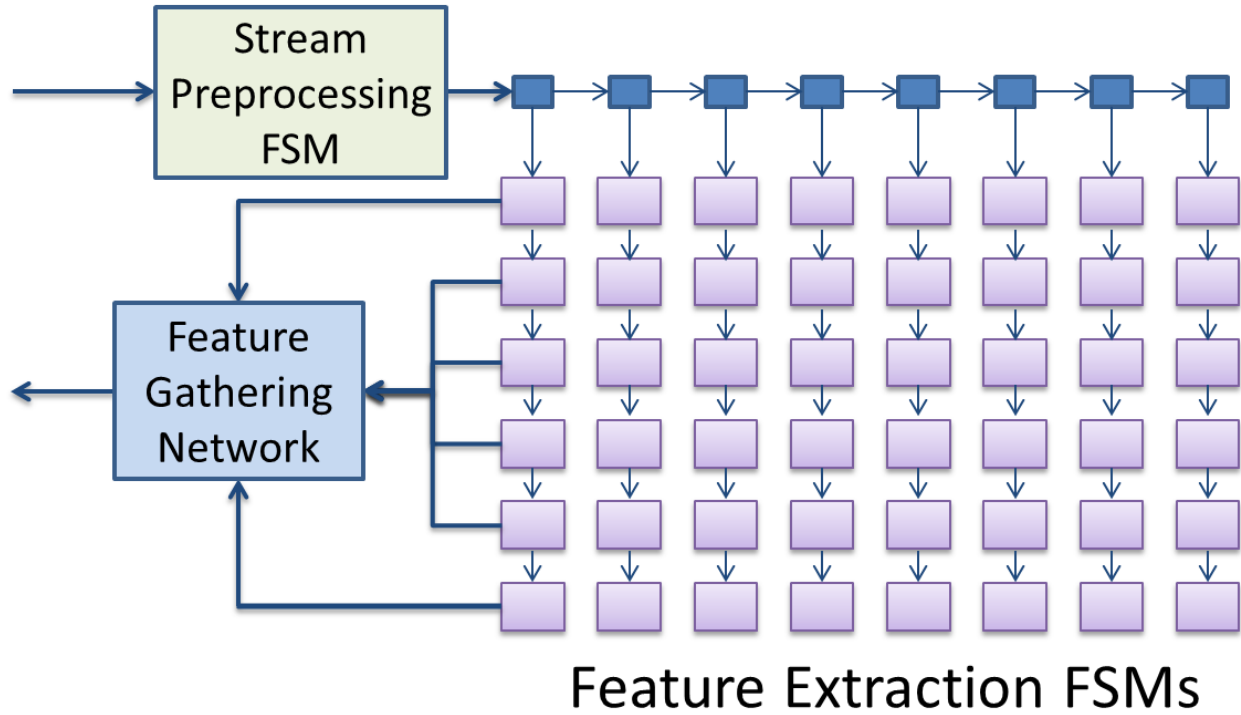 Stream
Preprocessing
FSM
Feature
Gathering
Network
Feature Extraction FSMs